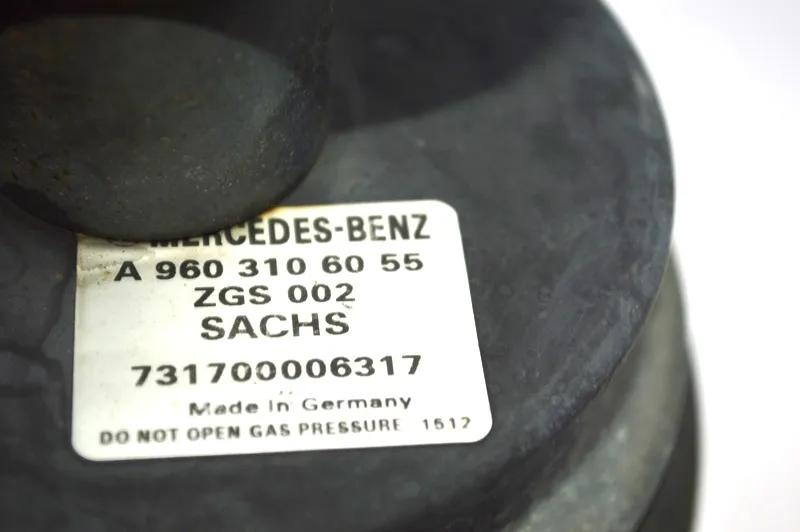 MERCEDES-BENZ
A 960 310 60 55
ZGS 002
SACHS
731700006317
Made In Germany
DO NOT OPEN GAS PRESSURE 1512